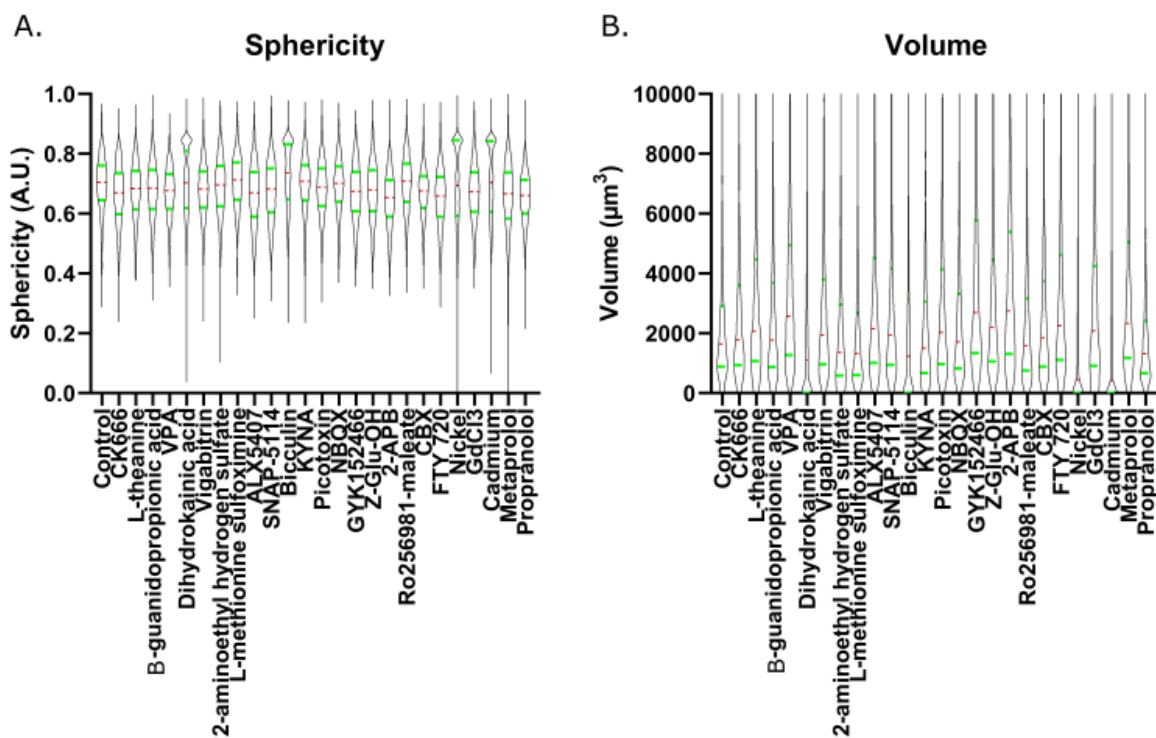 A.
Sphericity
Sphericity (A.U.)
1.0
0.8
0.6
0.4
0.2
0.0
Control
CK666
L-theanine
B-guanidopropionic acid
VPA
Dihydrokainic acid
Vigabitrin
2-aminoethyl hydrogen sulfate
L-methionine sulfoximine
ALX5407
SNAP-5114
Bicculin
KYNA
Picotoxin
NBQX
GYK152466
Z-Glu-OH
2-APB
Ro256981-maleate
CBX
FTY 720
Nickel
GdCl3
Cadmium
Metaprolol
Propranolol
B.
Volume
Volume (µm³)
10000
8000
6000
4000
2000
0
Control
CK666
L-theanine
B-guanidopropionic acid
VPA
Dihydrokainic acid
Vigabitrin
2-aminoethyl hydrogen sulfate
L-methionine sulfoximine
ALX5407
SNAP-5114
Bicculin
KYNA
Picotoxin
NBQX
GYK152466
Z-Glu-OH
2-APB
Ro256981-maleate
CBX
FTY 720
Nickel
GdCl3
Cadmium
Metaprolol
Propranolol